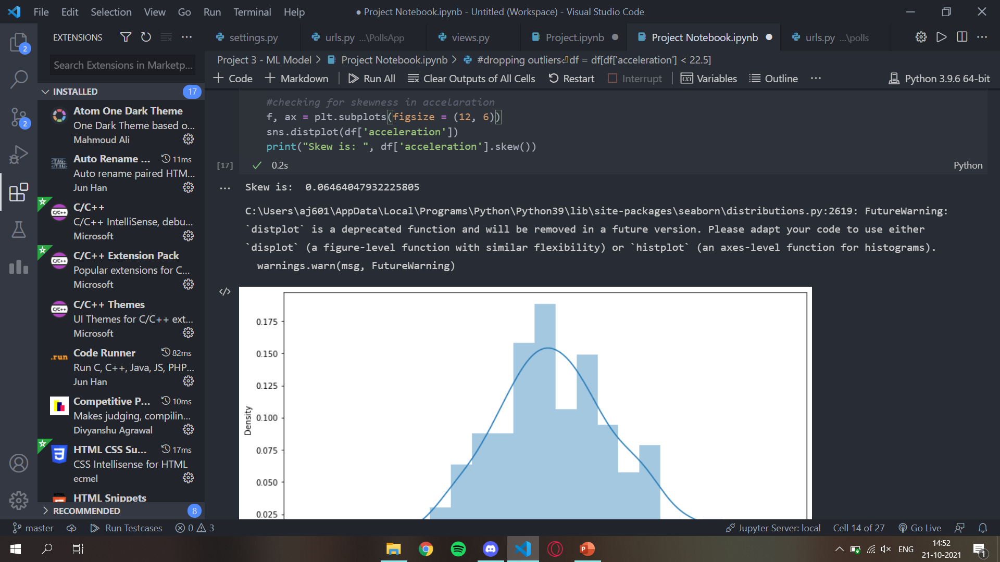 File Edit Selection View Go Run Terminal Help
● Project Notebook.ipynb - Untitled (Workspace) - Visual Studio Code
2
2
EXTENSIONS
Search Extensions in Marketp...
INSTALLED 17
Atom One Dark Theme
One Dark Theme based o...
Mahmoud Ali
Auto Rename ... 11ms
Auto rename paired HTM...
Jun Han
C/C++
C/C++ IntelliSense, debu...
Microsoft
C/C++ Extension Pack
Popular extensions for C...
Microsoft
C/C++ Themes
UI Themes for C/C++ ext...
Microsoft
.run
Code Runner 82ms
Run C, C++, Java, JS, PHP...
Jun Han
Competitive P... 10ms
Makes judging, compilin...
Divyanshu Agrawal
HTML CSS Su... 17ms
CSS Intellisense for HTML
ecmel
HTML Snippets
RECOMMENDED 8
settings.py urls.py ...\PollsApp views.py Project.ipynb Project Notebook.ipynb urls.py ...\polls
Project 3 - ML Model > Project Notebook.ipynb > #dropping outliers⏎df = df[df['acceleration'] < 22.5]
+ Code + Markdown Run All Clear Outputs of All Cells Restart Interrupt Variables Outline ... Python 3.9.6 64-bit
#checking for skewness in accelaration
f, ax = plt.subplots(figsize = (12, 6))
sns.distplot(df['acceleration'])
print("Skew is: ", df['acceleration'].skew())
[17] ✓ 0.2s Python
Skew is:  0.06464047932225805
C:\Users\aj601\AppData\Local\Programs\Python\Python39\lib\site-packages\seaborn\distributions.py:2619: FutureWarning:
`distplot` is a deprecated function and will be removed in a future version. Please adapt your code to use either
`displot` (a figure-level function with similar flexibility) or `histplot` (an axes-level function for histograms).
warnings.warn(msg, FutureWarning)
0.175
0.150
0.125
0.100
0.075
0.050
0.025
Density
master Run Testcases 0 3 Jupyter Server: local Cell 14 of 27 Go Live
ENG
14:52
21-10-2021
1